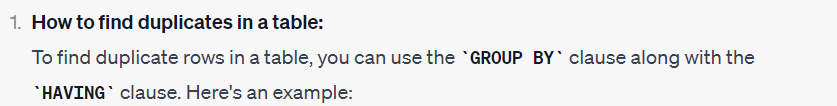 1. How to find duplicates in a table:
To find duplicate rows in a table, you can use the `GROUP BY` clause along with the
`HAVING` clause. Here's an example: